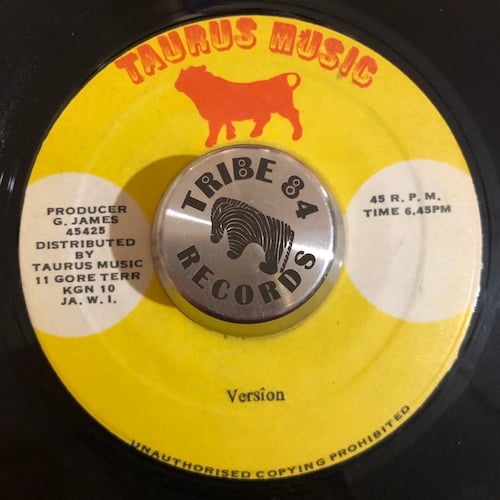 TAURUS MUSIC
TRIBE 84
RECORDS
PRODUCER
G. JAMES
45425
DISTRIBUTED
BY
TAURUS MUSIC
11 GORE TERR
KGN 10
JA. W. I.
45 R. P. M.
TIME 6.45PM
Version
UNAUTHORISED COPYING PROHIBITED